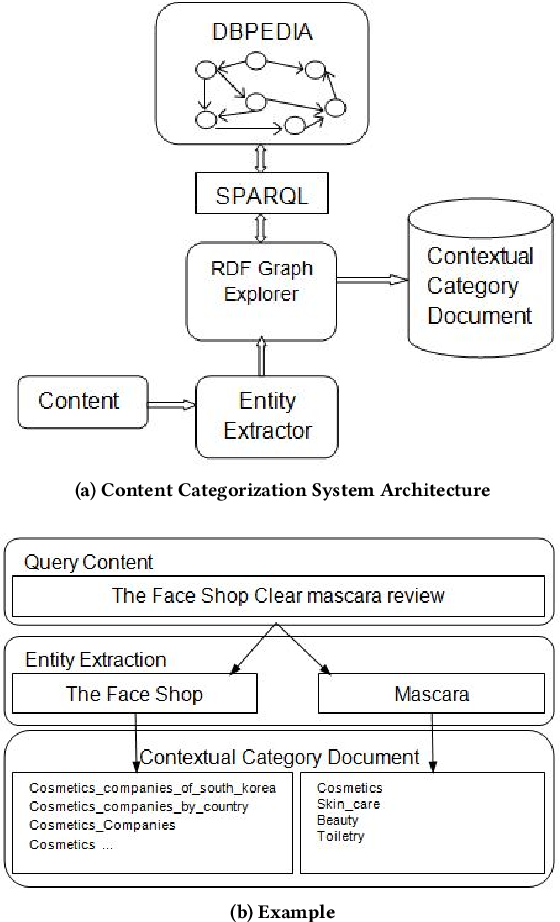 DBPEDIA
SPARQL
RDF Graph
Explorer
Contextual
Category
Document
Content
Entity
Extractor
(a) Content Categorization System Architecture
Query Content
The Face Shop Clear mascara review
Entity Extraction
The Face Shop
Mascara
Contextual Category Document
Cosmetics_companies_of_south_korea
Cosmetics_companies_by_country
Cosmetics_Companies
Cosmetics ...
Cosmetics
Skin_care
Beauty
Toiletry
(b) Example